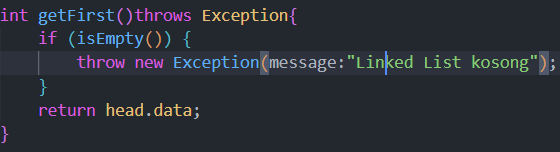 int getFirst()throws Exception{
if (isEmpty()) {
throw new Exception(message:"Linked List kosong");
}
return head.data;
}